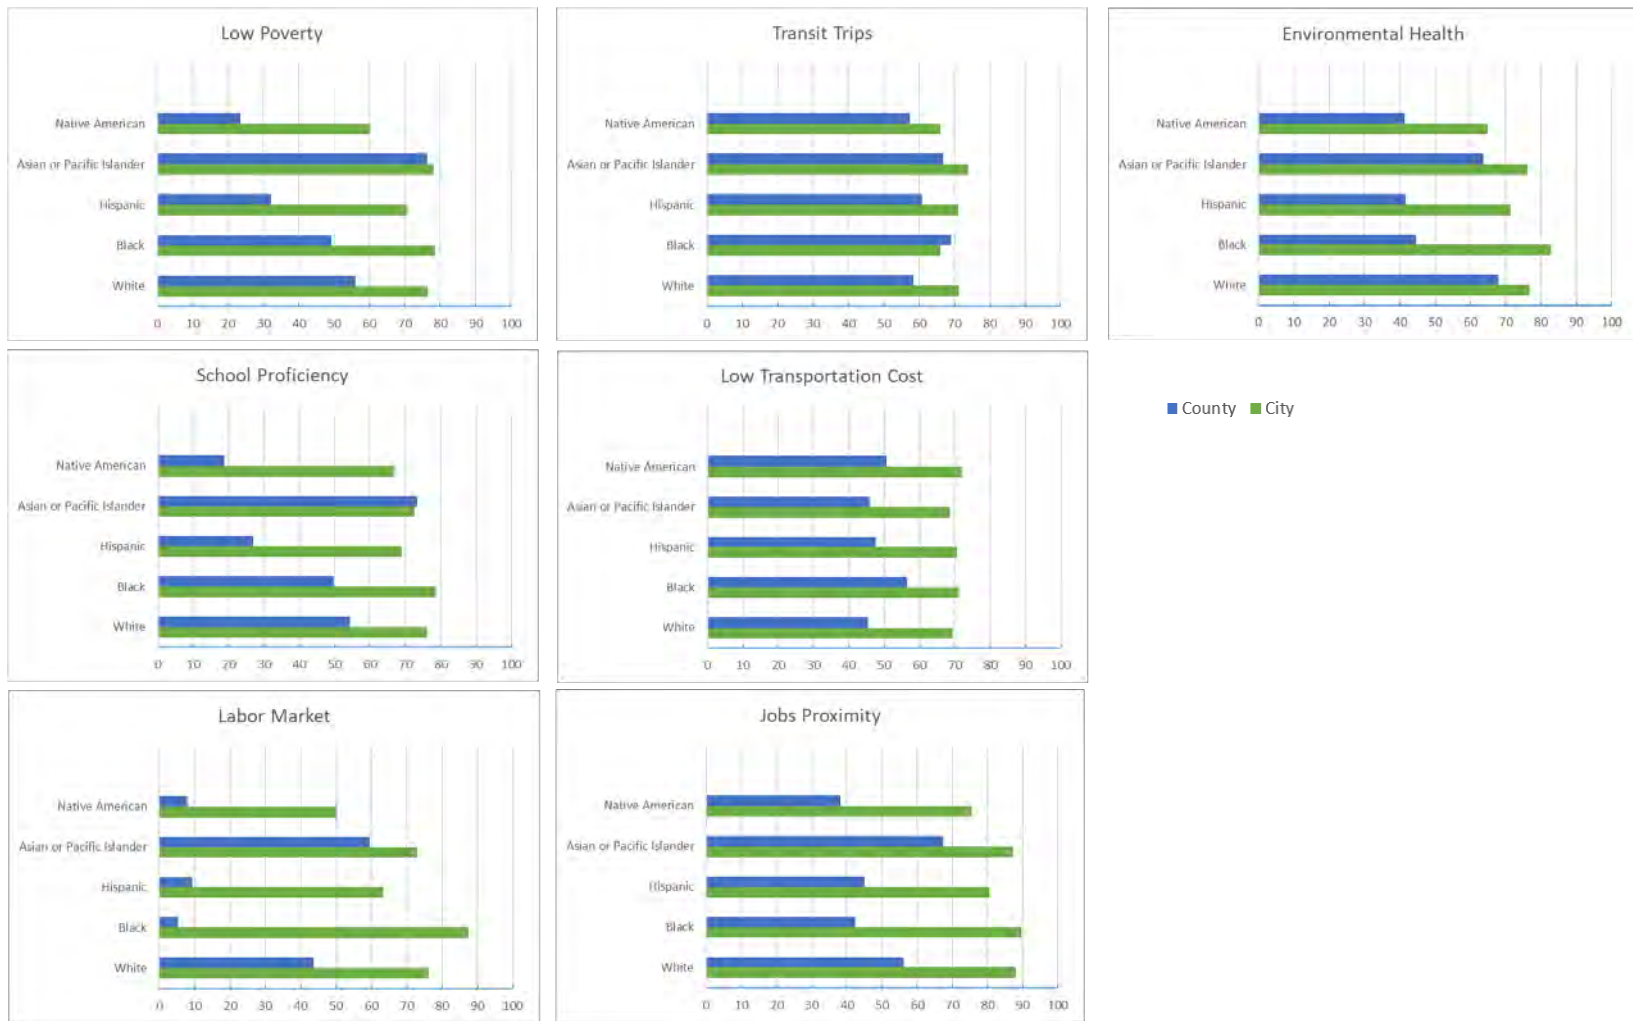 Low Poverty
Native American
Asian or Pacific Islander
Hispanic
Black
White
0 10 20 30 40 50 60 70 80 90 100
Transit Trips
Native American
Asian or Pacific Islander
Hispanic
Black
White
0 10 20 30 40 50 60 70 80 90 100
Environmental Health
Native American
Asian or Pacific Islander
Hispanic
Black
White
0 10 20 30 40 50 60 70 80 90 100
School Proficiency
Native American
Asian or Pacific Islander
Hispanic
Black
White
0 10 20 30 40 50 60 70 80 90 100
Low Transportation Cost
Native American
Asian or Pacific Islander
Hispanic
Black
White
0 10 20 30 40 50 60 70 80 90 100
County City
Labor Market
Native American
Asian or Pacific Islander
Hispanic
Black
White
0 10 20 30 40 50 60 70 80 90 100
Jobs Proximity
Native American
Asian or Pacific Islander
Hispanic
Black
White
0 10 20 30 40 50 60 70 80 90 100